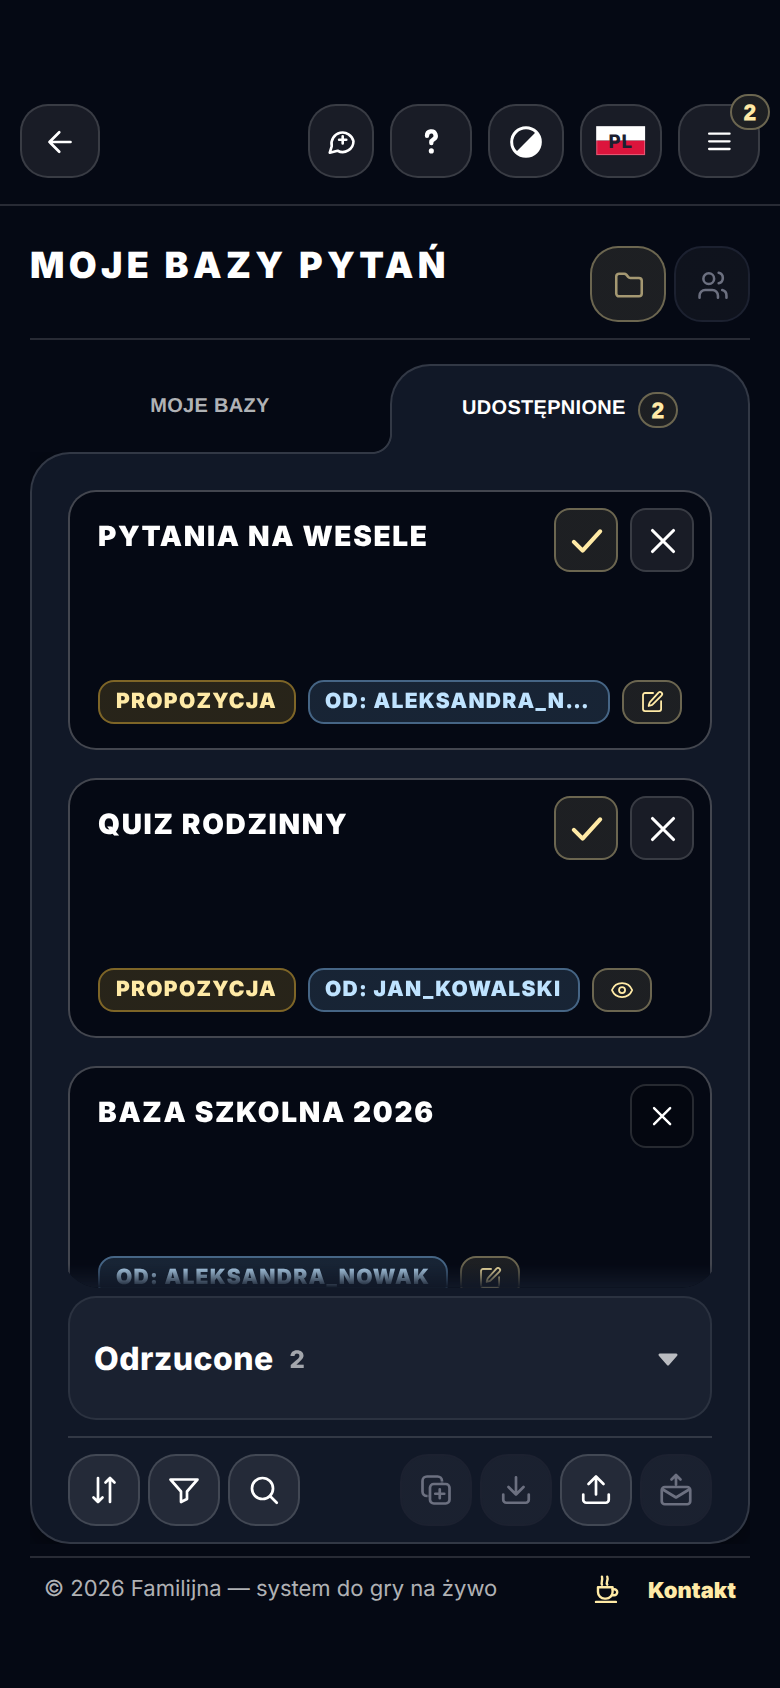 ?
PL
2
MOJE BAZY PYTAŃ
MOJE BAZY
UDOSTĘPNIONE 2
PYTANIA NA WESELE
PROPOZYCJA
OD: ALEKSANDRA_N...
QUIZ RODZINNY
PROPOZYCJA
OD: JAN_KOWALSKI
BAZA SZKOLNA 2026
OD: ALEKSANDRA_NOWAK
Odrzucone 2
© 2026 Familijna — system do gry na żywo
Kontakt